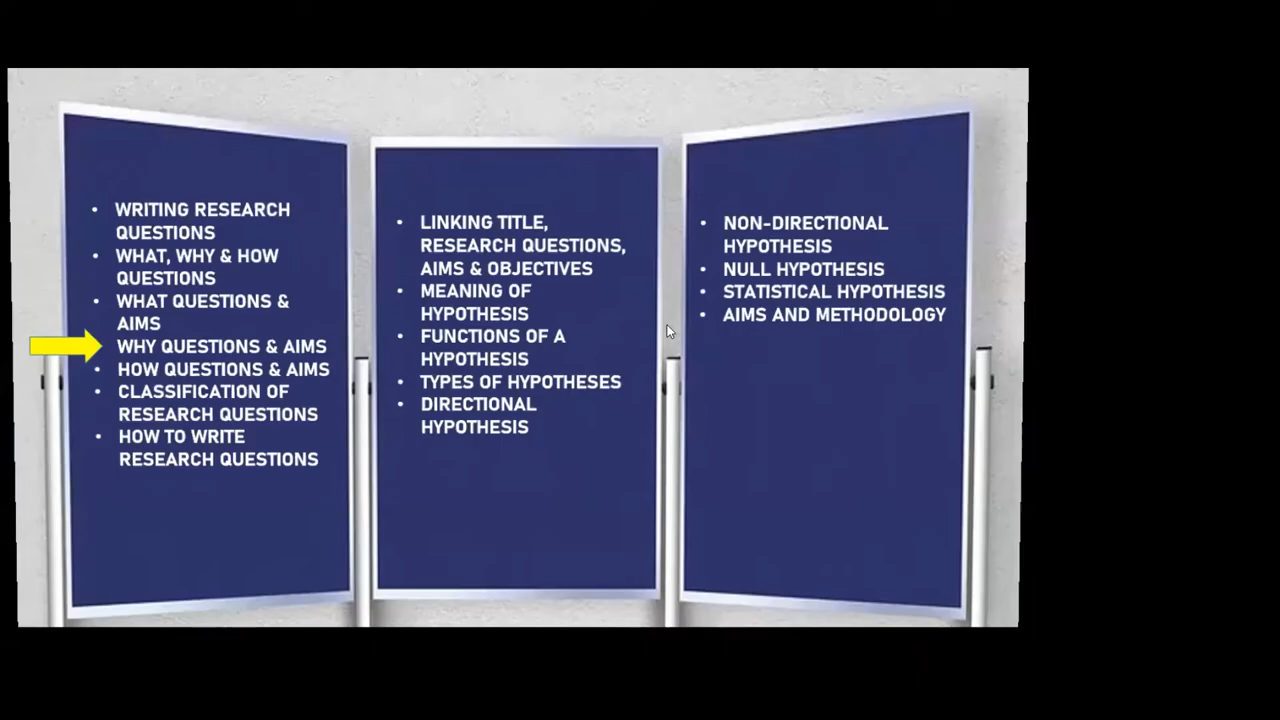 WRITING RESEARCH
QUESTIONS
WHAT, WHY & HOW
QUESTIONS
WHAT QUESTIONS &
AIMS
WHY QUESTIONS & AIMS
HOW QUESTIONS & AIMS
CLASSIFICATION OF
RESEARCH QUESTIONS
HOW TO WRITE
RESEARCH QUESTIONS
LINKING TITLE,
RESEARCH QUESTIONS,
AIMS & OBJECTIVES
MEANING OF
HYPOTHESIS
FUNCTIONS OF A
HYPOTHESIS
TYPES OF HYPOTHESES
DIRECTIONAL
HYPOTHESIS
NON-DIRECTIONAL
HYPOTHESIS
NULL HYPOTHESIS
STATISTICAL HYPOTHESIS
AIMS AND METHODOLOGY